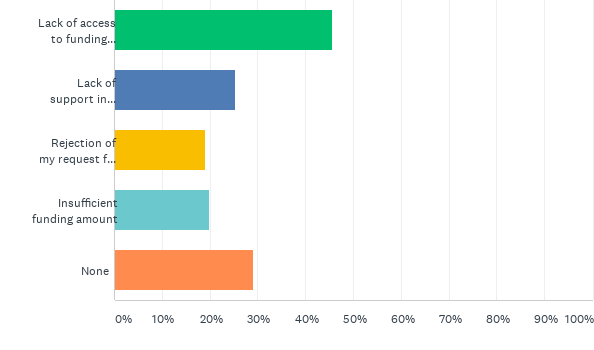 Lack of access
to funding...
Lack of
support in...
Rejection of
my request f...
Insufficient
funding amount
None
0% 10% 20% 30% 40% 50% 60% 70% 80% 90% 100%